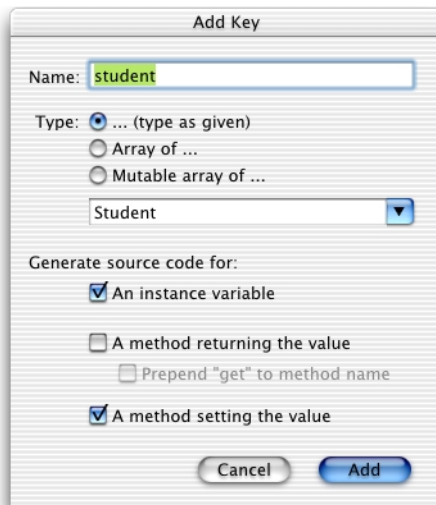 Add Key
Name: student
Type: ... (type as given)
Array of ...
Mutable array of ...
Student
Generate source code for:
An instance variable
A method returning the value
Prepend "get" to method name
A method setting the value
Cancel Add